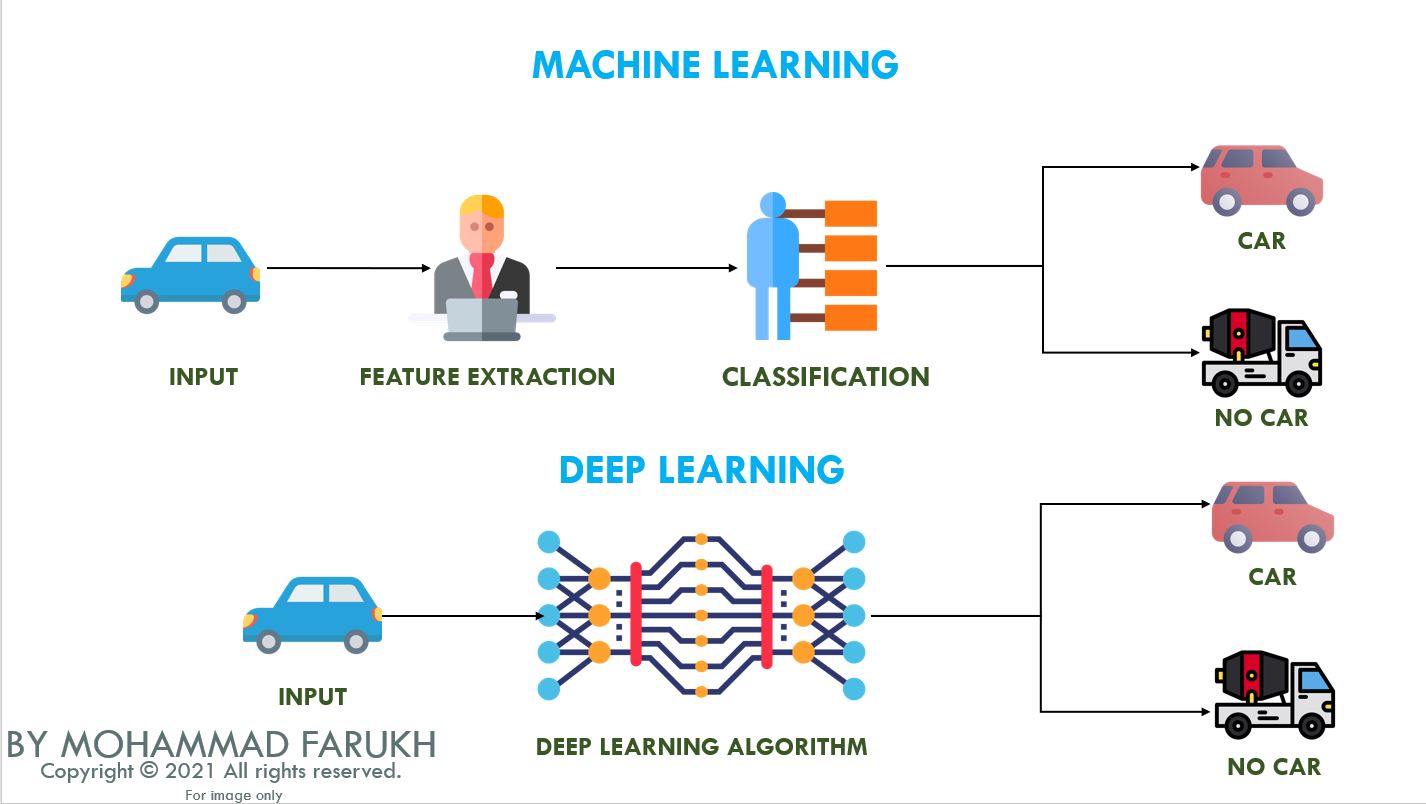 MACHINE LEARNING
CAR
INPUT
FEATURE EXTRACTION
CLASSIFICATION
NO CAR
DEEP LEARNING
CAR
INPUT
DEEP LEARNING ALGORITHM
NO CAR
BY MOHAMMAD FARUKH
Copyright © 2021 All rights reserved.
For image only